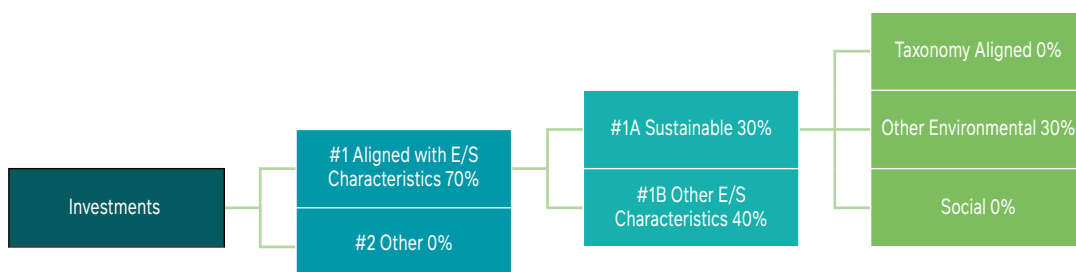 Investments
#1 Aligned with E/S
Characteristics 70%
#2 Other 0%
#1A Sustainable 30%
#1B Other E/S
Characteristics 40%
Taxonomy Aligned 0%
Other Environmental 30%
Social 0%